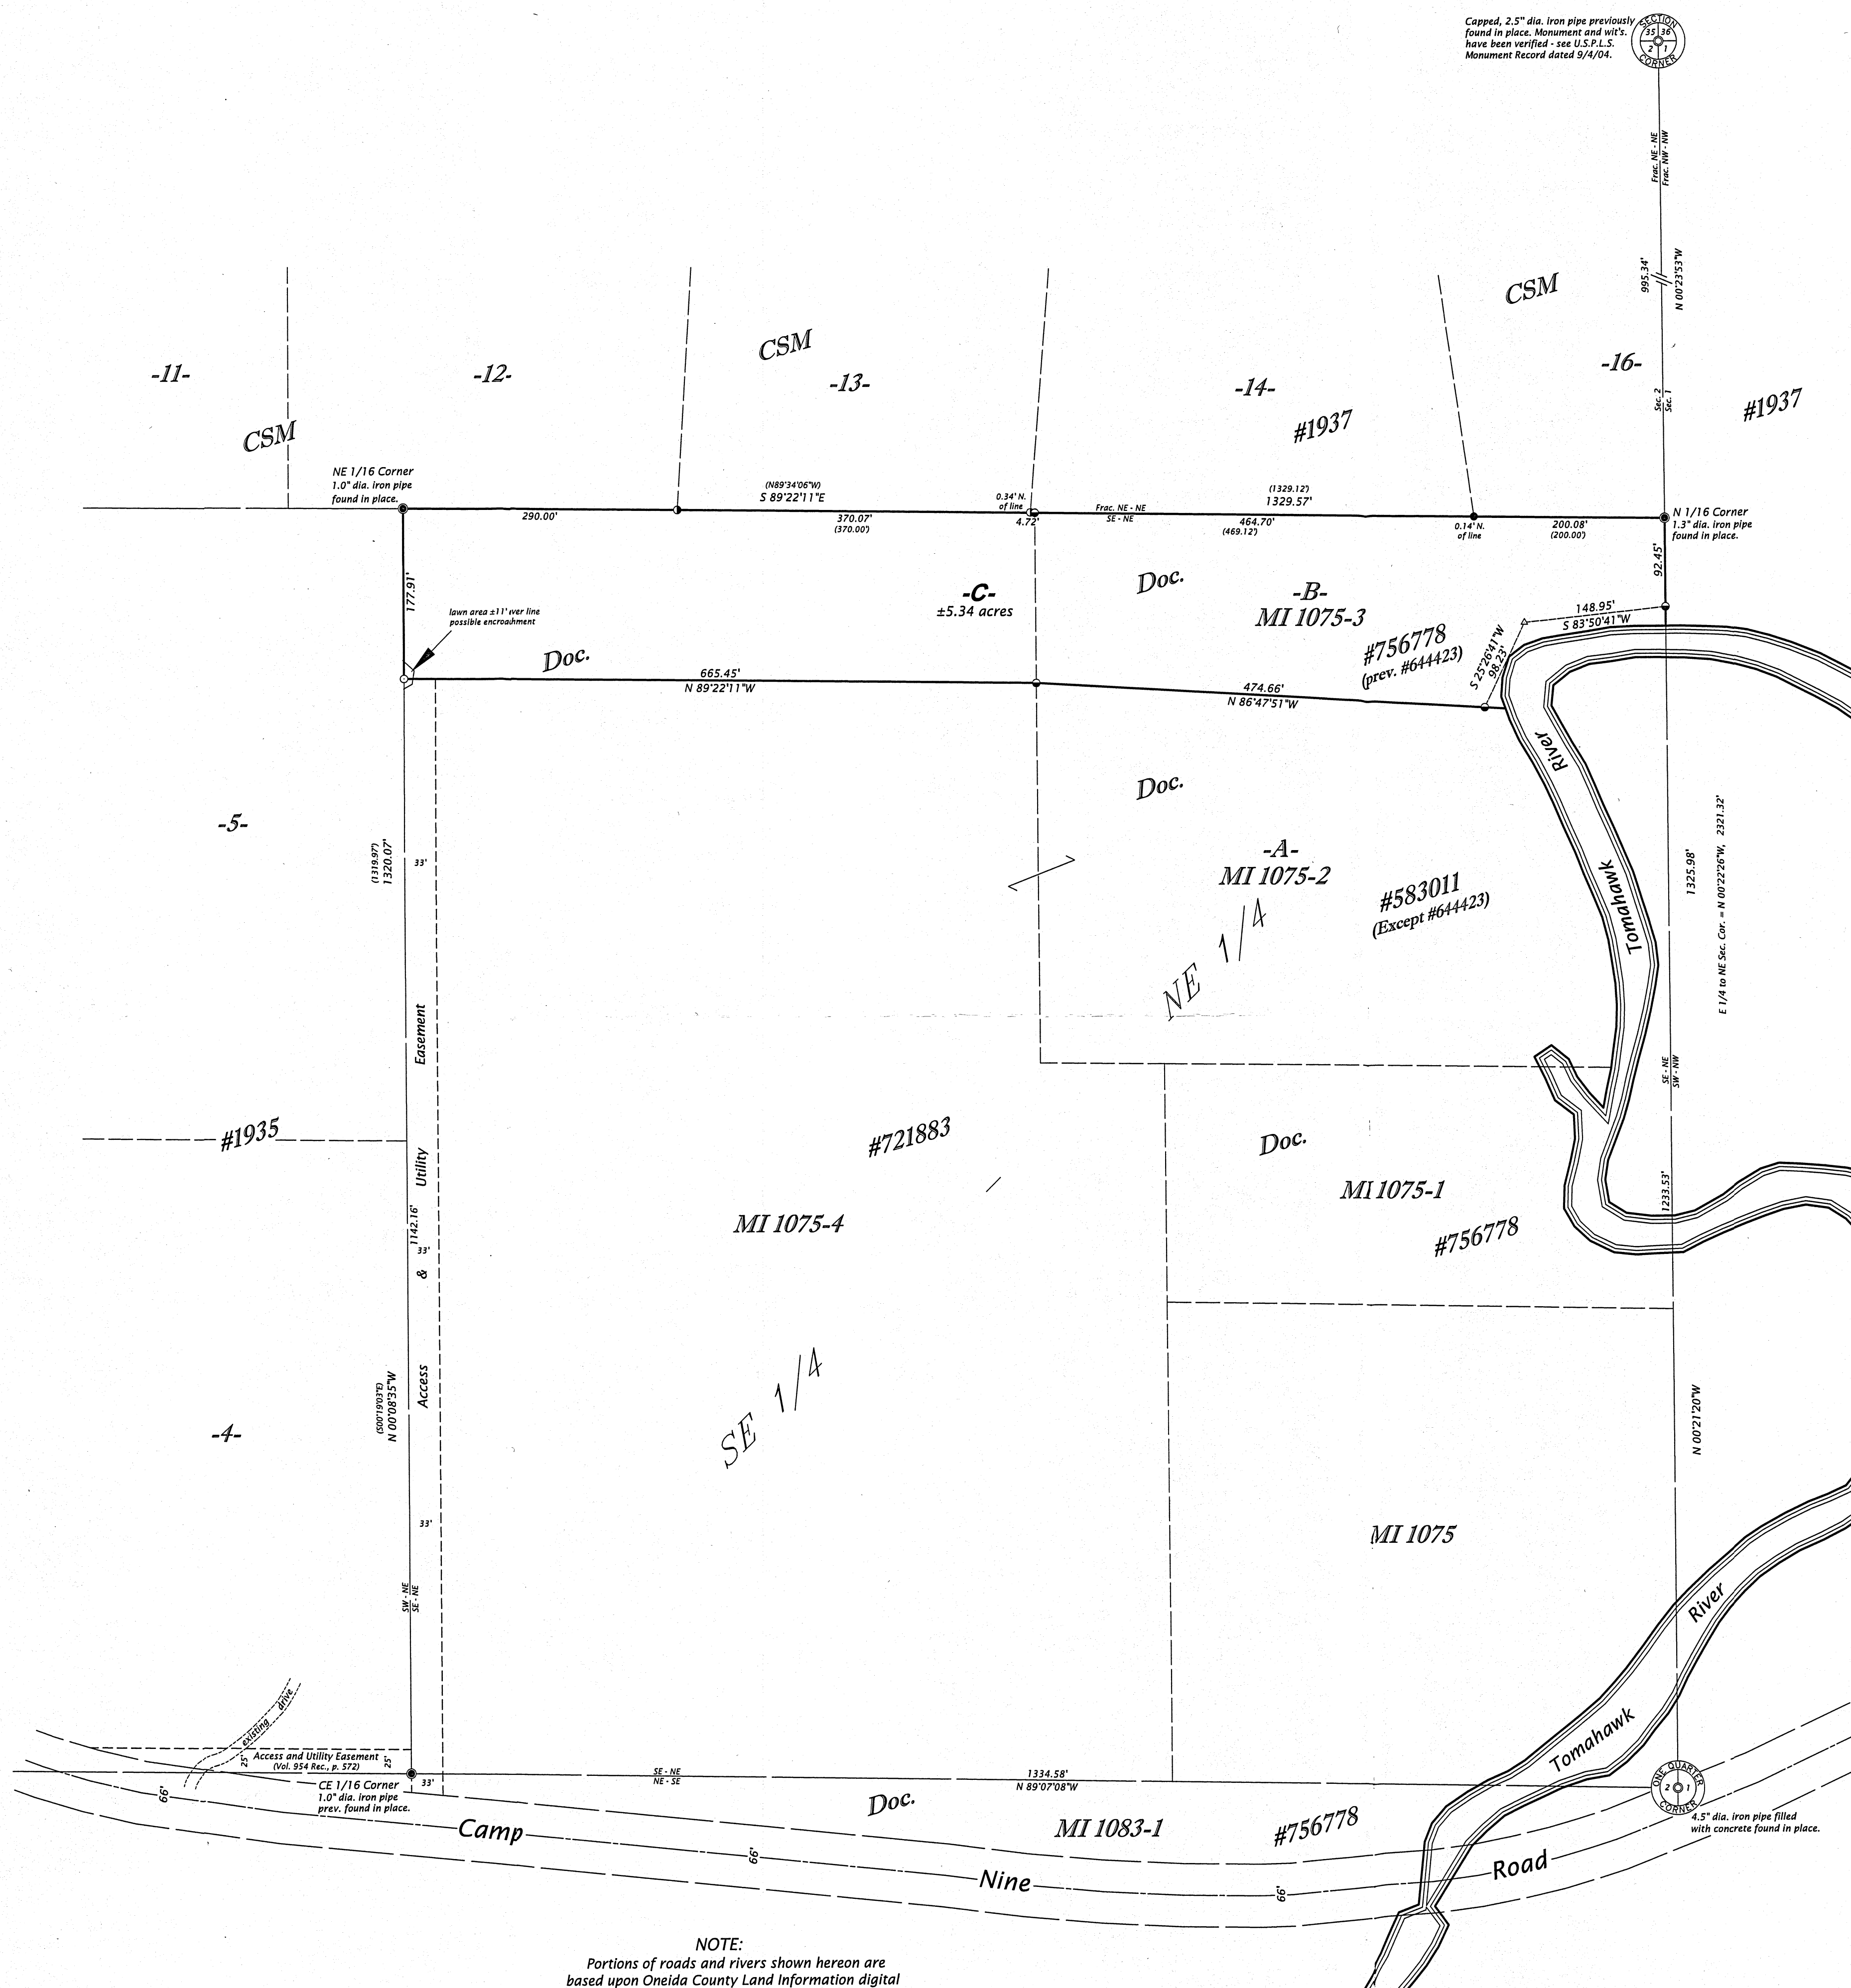 Capped, 2.5" dia. iron pipe previously
found in place. Monument and wit's.
have been verified - see U.S.P.L.S.
Monument Record dated 9/4/04.
SECTION
35 36
2 1
CORNER
Frac. NE - NE
Frac. NW - NW
995.34'
N 00°23'53"W
CSM
CSM
-11-
-12-
-13-
-14-
-16-
Sec. 2
Sec. 1
#1937
#1937
CSM
NE 1/16 Corner
1.0" dia. iron pipe
found in place.
(N89°34'06"W)
S 89°22'11"E
0.34' N.
of line
(1329.12')
1329.57'
Frac. NE - NE
SE - NE
290.00'
370.07'
(370.00')
4.72'
464.70'
(469.12')
0.14' N.
of line
200.08'
(200.00')
N 1/16 Corner
1.3" dia. iron pipe
found in place.
177.91'
92.45'
lawn area ±11' over line
possible encroachment
-C-
±5.34 acres
Doc.
-B-
MI 1075-3
#756778
(prev. #644423)
148.95'
S 83°50'41"W
S 25°26'41"W
98.23'
Doc.
665.45'
N 89°22'11"W
474.66'
N 86°47'51"W
River
Tomahawk
Doc.
-5-
(1319.97')
1320.07'
33'
-A-
MI 1075-2
#583011
(Except #644423)
NE 1/4
1325.98'
E 1/4 to NE Sec. Cor. = N 00°22'26"W, 2321.32'
SE - NE
SW - NW
Easement
Utility
&
Access
1142.16'
33'
#1935
#721883
Doc.
MI 1075-1
1233.53'
MI 1075-4
#756778
SE 1/4
(S00°19'03"E)
N 00°08'35"W
N 00°21'20"W
-4-
33'
MI 1075
SW - NE
SE - NE
River
Tomahawk
existing drive
Access and Utility Easement
(Vol. 954 Rec., p. 572)
25'
25'
CE 1/16 Corner
1.0" dia. iron pipe
prev. found in place.
33'
SE - NE
NE - SE
1334.58'
N 89°07'08"W
ONE QUARTER
2 1
CORNER
4.5" dia. iron pipe filled
with concrete found in place.
66'
Doc.
MI 1083-1
#756778
Camp
66'
Nine
66'
Road
NOTE:
Portions of roads and rivers shown hereon are
based upon Oneida County Land Information digital